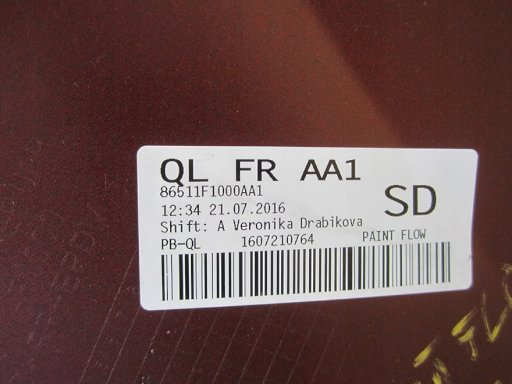 QL FR AA1
86511F1000AA1
12:34 21.07.2016 SD
Shift: A Veronika Drabikova
PB-QL 1607210764 PAINT FLOW